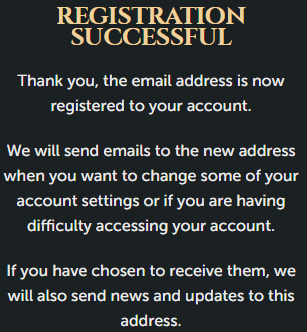 REGISTRATION
SUCCESSFUL
Thank you, the email address is now
registered to your account.
We will send emails to the new address
when you want to change some of your
account settings or if you are having
difficulty accessing your account.
If you have chosen to receive them, we
will also send news and updates to this
address.